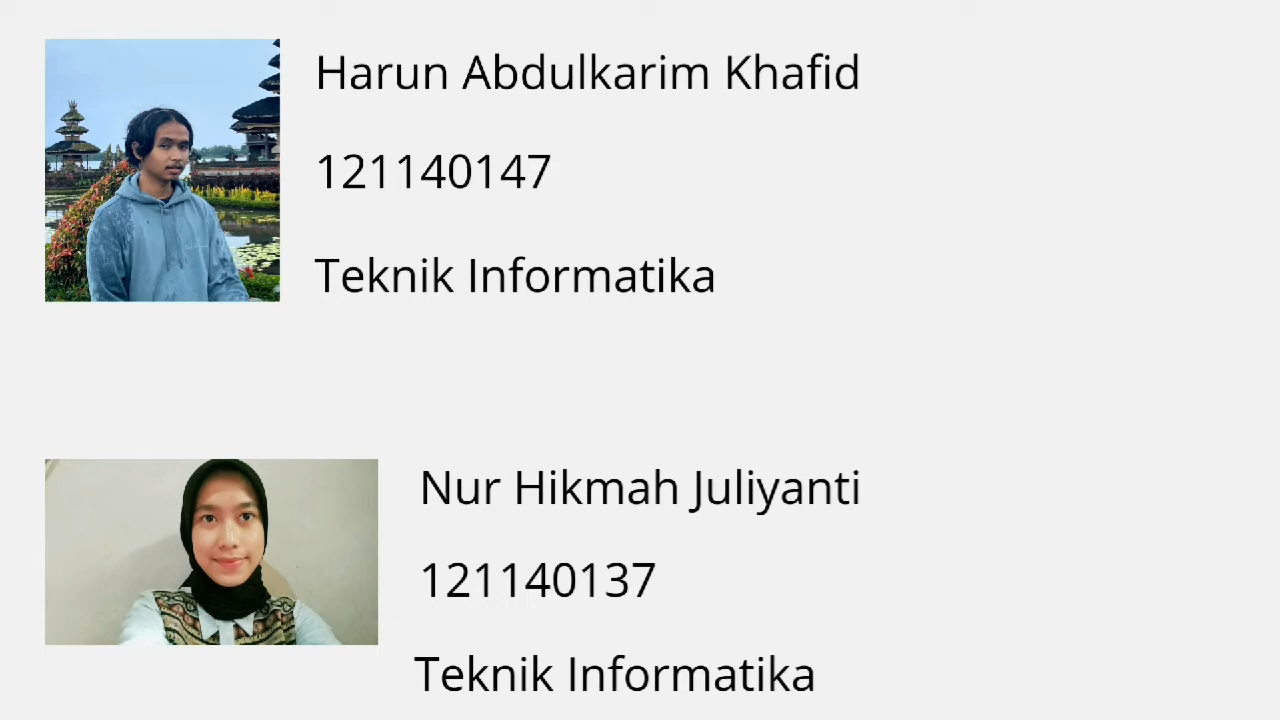 Harun Abdulkarim Khafid
121140147
Teknik Informatika
Nur Hikmah Juliyanti
121140137
Teknik Informatika